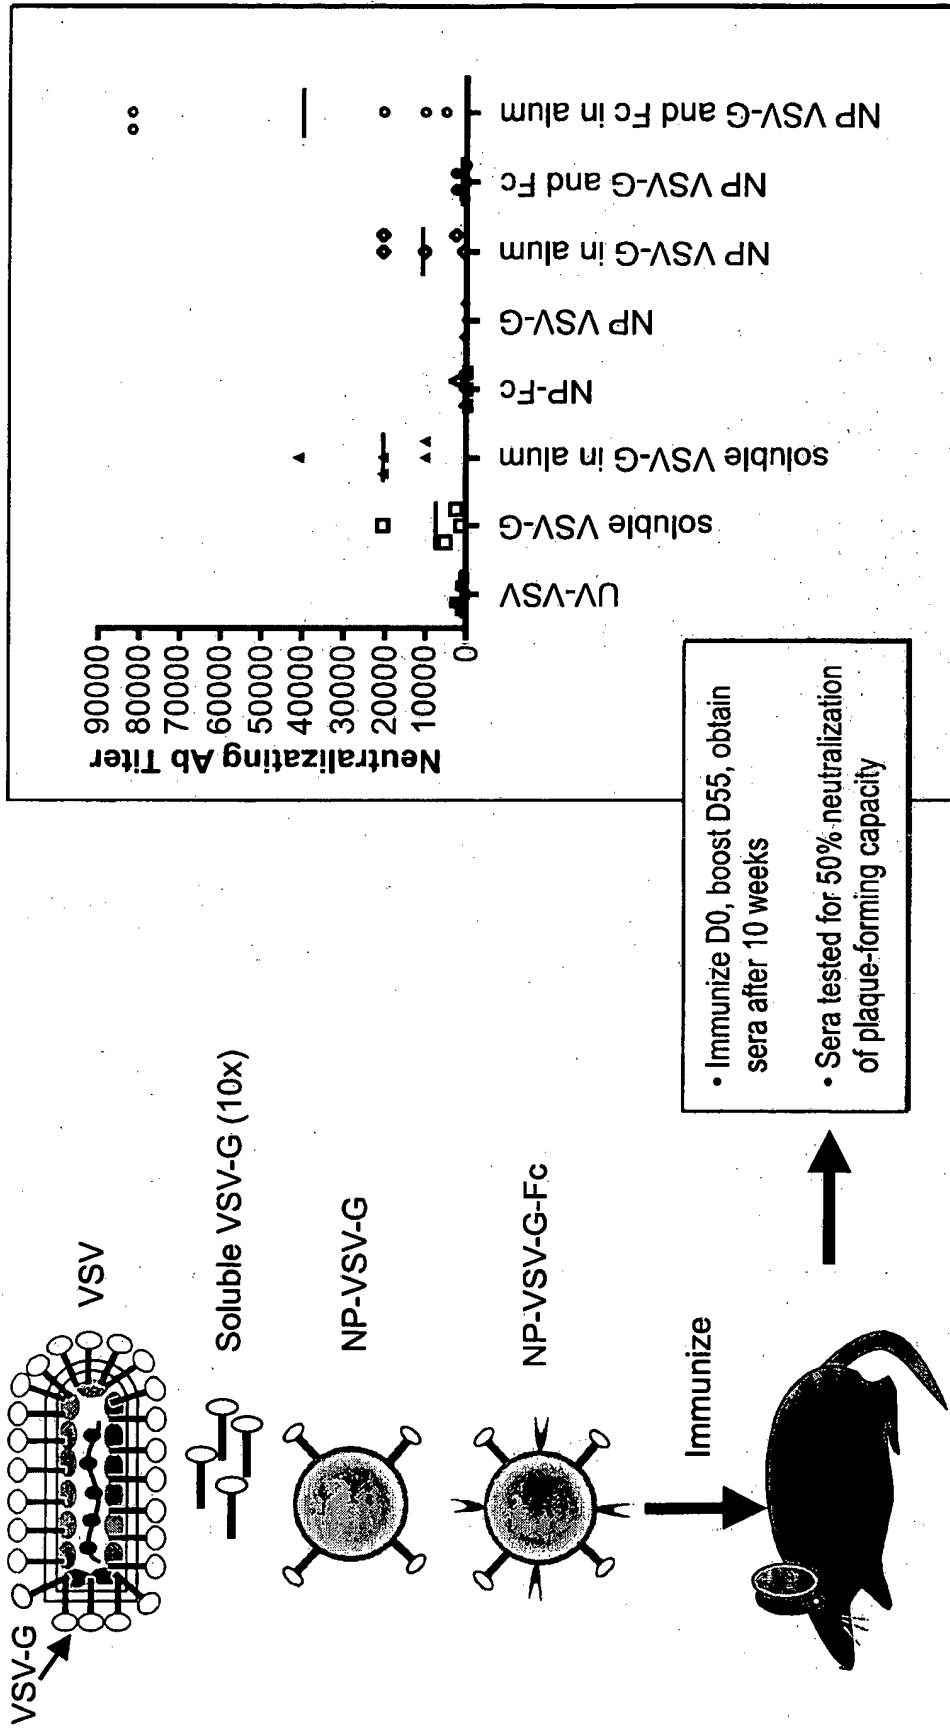 VSV-G
VSV
Soluble VSV-G (10x)
NP-VSV-G
NP-VSV-G-Fc
Immunize
• Immunize D0, boost D55, obtain
sera after 10 weeks
• Sera tested for 50% neutralization
of plaque-forming capacity
Neutralizating Ab Titer
90000
80000
70000
60000
50000
40000
30000
20000
10000
0
UV-VSV
soluble VSV-G
soluble VSV-G in alum
NP-Fc
NP VSV-G
NP VSV-G in alum
NP VSV-G and Fc
NP VSV-G and Fc in alum